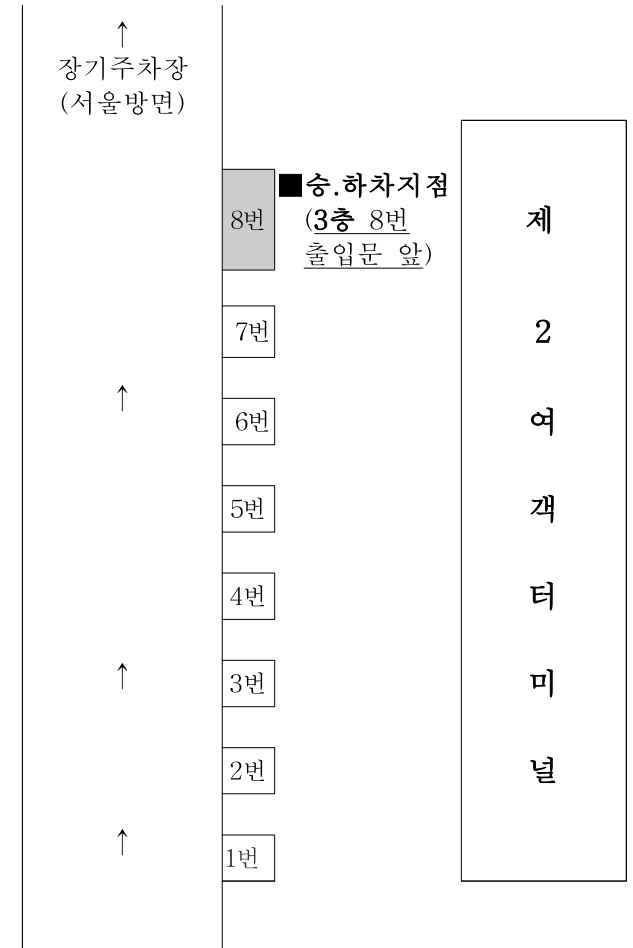 ↑
장기주차장
(서울방면)
■승.하차지점
(3층 8번
출입문 앞)
8번
7번
↑
6번
5번
4번
↑
3번
2번
↑
1번
제
2
여
객
터
미
널